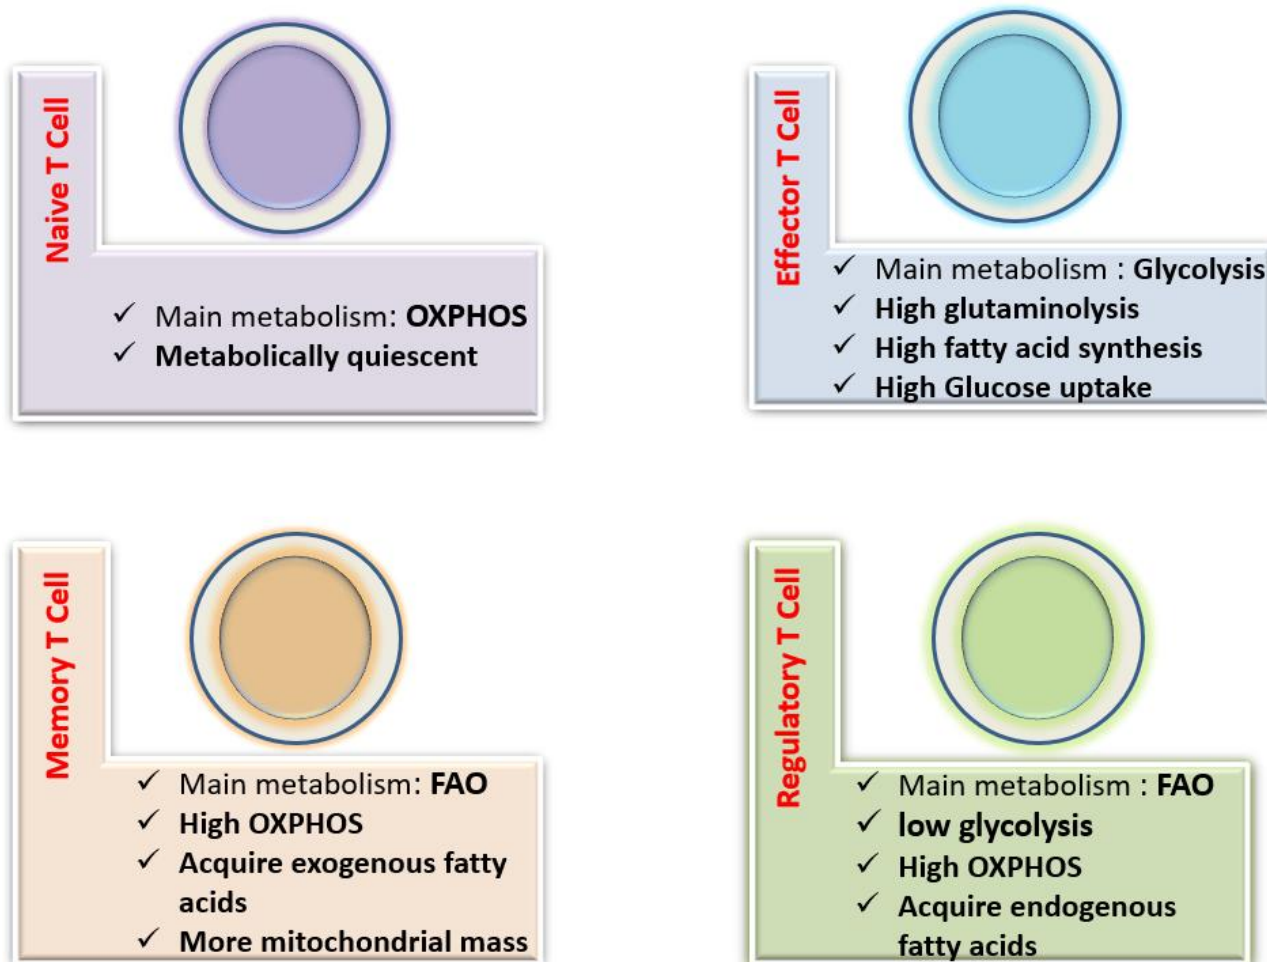 Naive T Cell
✓ Main metabolism: OXPHOS
✓ Metabolically quiescent
Effector T Cell
✓ Main metabolism : Glycolysis
✓ High glutaminolysis
✓ High fatty acid synthesis
✓ High Glucose uptake
Memory T Cell
✓ Main metabolism: FAO
✓ High OXPHOS
✓ Acquire exogenous fatty
acids
✓ More mitochondrial mass
Regulatory T Cell
✓ Main metabolism : FAO
✓ low glycolysis
✓ High OXPHOS
✓ Acquire endogenous
fatty acids